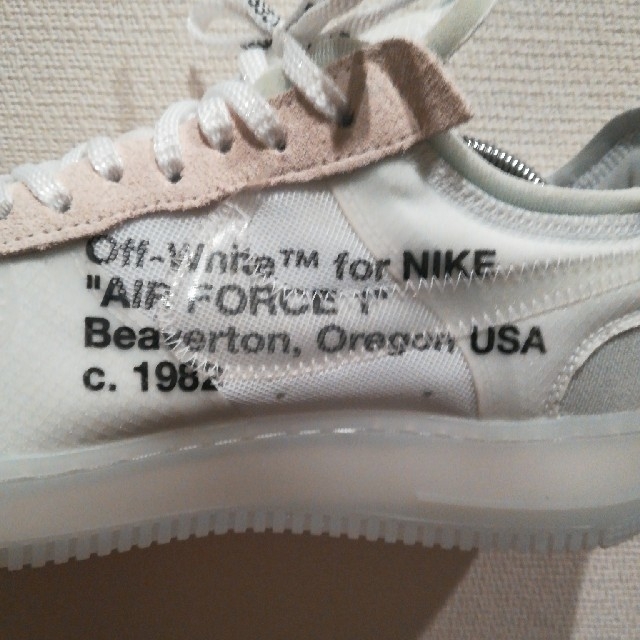 Off-White™ for NIKE
"AIR FORCE 1"
Beaverton, Oregon USA
c. 1982